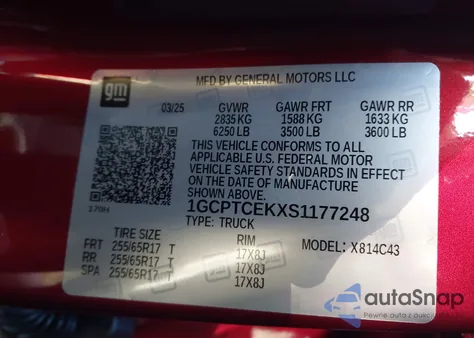 gm
MFD BY GENERAL MOTORS LLC
03/25 GVWR GAWR FRT GAWR RR
2835 KG 1588 KG 1633 KG
6250 LB 3500 LB 3600 LB
THIS VEHICLE CONFORMS TO ALL
APPLICABLE U.S. FEDERAL MOTOR
VEHICLE SAFETY STANDARDS IN EFFECT
ON THE DATE OF MANUFACTURE SHOWN ABOVE.
1GCPTCEKXS1177248
TYPE: TRUCK
TIRE SIZE RIM MODEL: X814C43
FRT 255/65R17 T 17X8J
RR 255/65R17 T 17X8J
SPA 255/65R17 T 17X8J
autoSnap